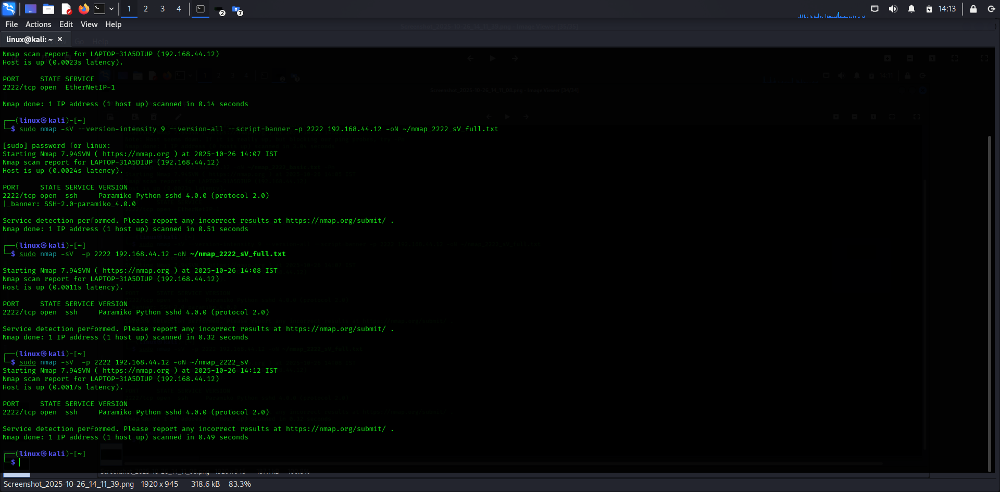 1 2 3 4 2 7 14:13
File Actions Edit View Help
linux@kali: ~ ×
Nmap scan report for LAPTOP-31A5DIUP (192.168.44.12)
Host is up (0.0023s latency).
PORT     STATE SERVICE
2222/tcp open  EtherNetIP-1
Nmap done: 1 IP address (1 host up) scanned in 0.14 seconds
┌──(linux㉿kali)-[~]
└─$ sudo nmap -sV --version-intensity 9 --version-all --script=banner -p 2222 192.168.44.12 -oN ~/nmap_2222_sV_full.txt
[sudo] password for linux:
Starting Nmap 7.94SVN ( https://nmap.org ) at 2025-10-26 14:07 IST
Nmap scan report for LAPTOP-31A5DIUP (192.168.44.12)
Host is up (0.0024s latency).
PORT     STATE SERVICE VERSION
2222/tcp open  ssh     Paramiko Python sshd 4.0.0 (protocol 2.0)
|_banner: SSH-2.0-paramiko_4.0.0
Service detection performed. Please report any incorrect results at https://nmap.org/submit/ .
Nmap done: 1 IP address (1 host up) scanned in 0.51 seconds
┌──(linux㉿kali)-[~]
└─$ sudo nmap -sV  -p 2222 192.168.44.12 -oN ~/nmap_2222_sV_full.txt
Starting Nmap 7.94SVN ( https://nmap.org ) at 2025-10-26 14:08 IST
Nmap scan report for LAPTOP-31A5DIUP (192.168.44.12)
Host is up (0.0011s latency).
PORT     STATE SERVICE VERSION
2222/tcp open  ssh     Paramiko Python sshd 4.0.0 (protocol 2.0)
Service detection performed. Please report any incorrect results at https://nmap.org/submit/ .
Nmap done: 1 IP address (1 host up) scanned in 0.32 seconds
┌──(linux㉿kali)-[~]
└─$ sudo nmap -sV  -p 2222 192.168.44.12 -oN ~/nmap_2222_sV
Starting Nmap 7.94SVN ( https://nmap.org ) at 2025-10-26 14:12 IST
Nmap scan report for LAPTOP-31A5DIUP (192.168.44.12)
Host is up (0.0017s latency).
PORT     STATE SERVICE VERSION
2222/tcp open  ssh     Paramiko Python sshd 4.0.0 (protocol 2.0)
Service detection performed. Please report any incorrect results at https://nmap.org/submit/ .
Nmap done: 1 IP address (1 host up) scanned in 0.49 seconds
┌──(linux㉿kali)-[~]
└─$
Screenshot_2025-10-26_14_11_39.png 1920 x 945 318.6 kB 83.3%